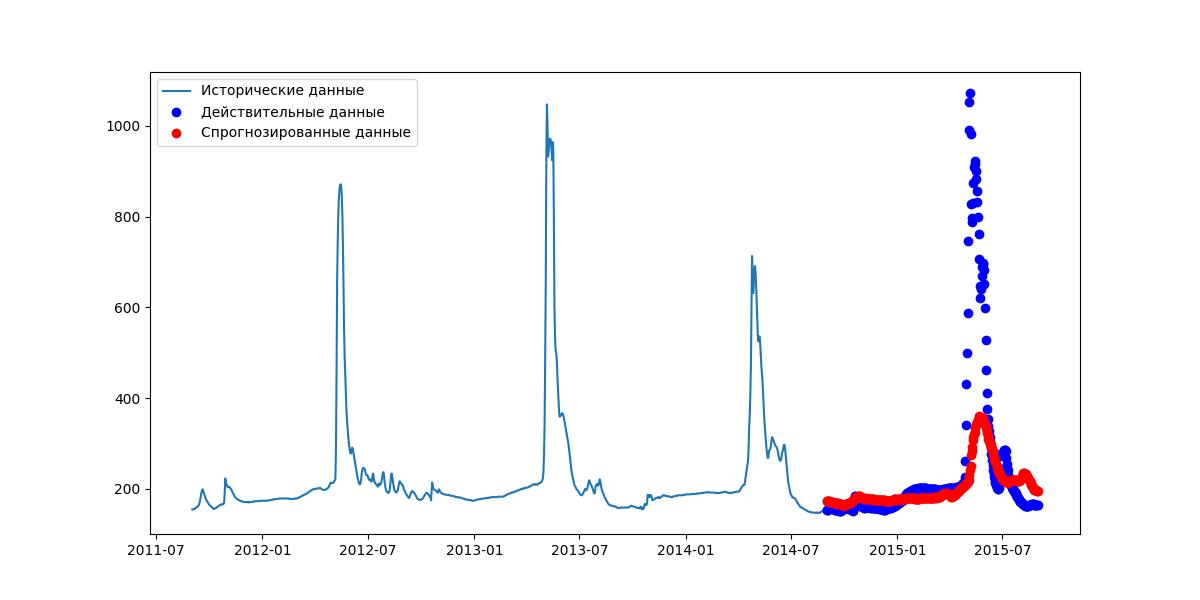 Исторические данные
Действительные данные
Спрогнозированные данные
1000
800
600
400
200
2011-07 2012-01 2012-07 2013-01 2013-07 2014-01 2014-07 2015-01 2015-07